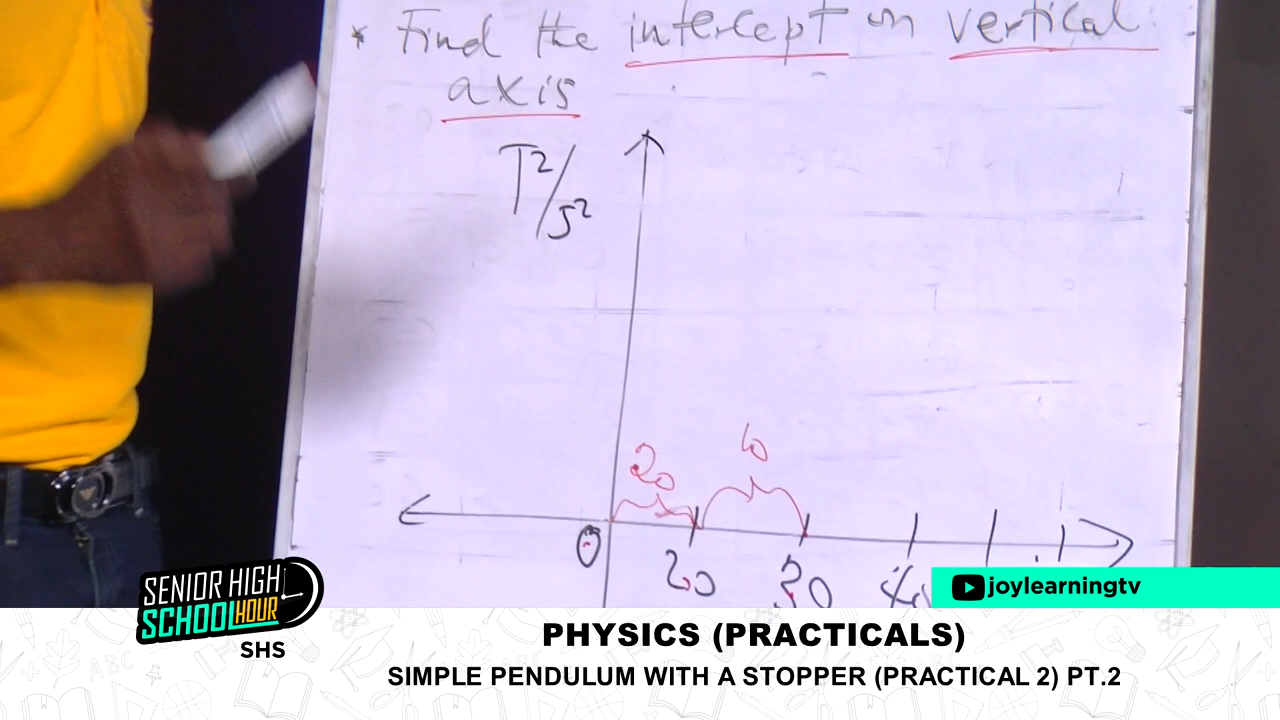 * Find the intercept on vertical
axis
T²/s²
20
10
0
20
30
joylearningtv
SENIOR HIGH
SCHOOL HOUR
SHS
PHYSICS (PRACTICALS)
SIMPLE PENDULUM WITH A STOPPER (PRACTICAL 2) PT.2